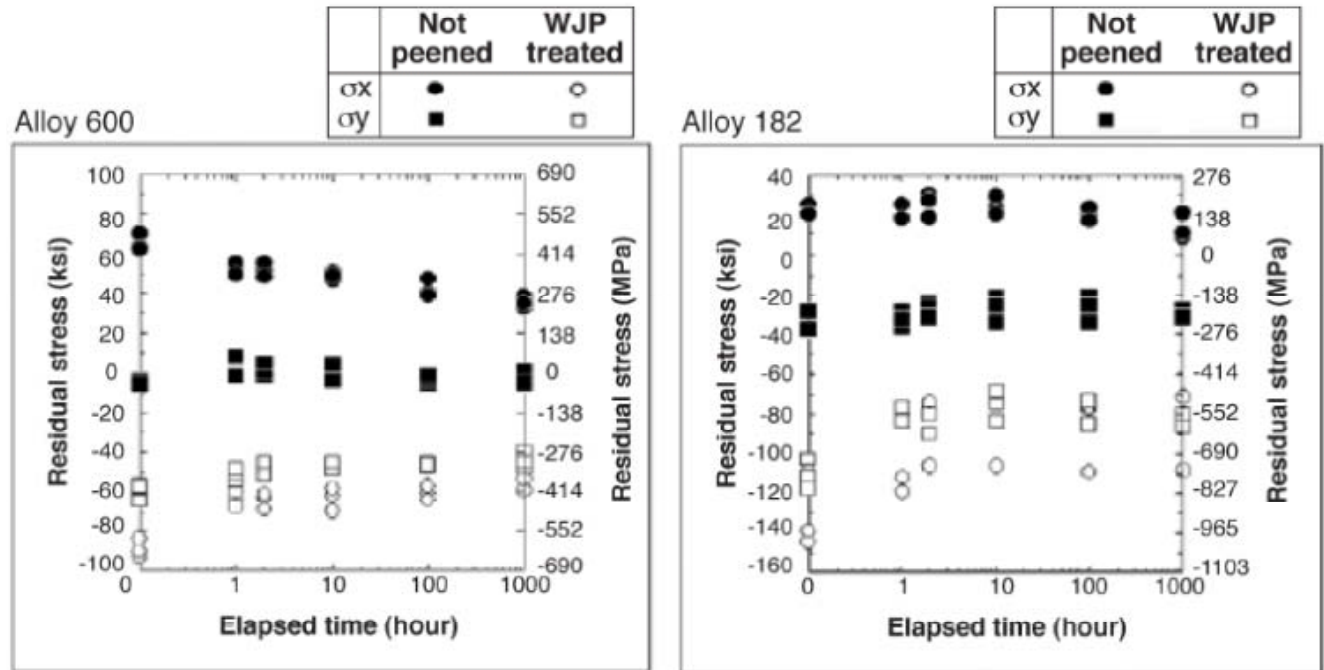 Not peened WJP treated
σx
σy
Alloy 600
Residual stress (ksi)
100
80
60
40
20
0
-20
-40
-60
-80
-100
690
552
414
276
138
0
-138
-276
-414
-552
-690
Residual stress (MPa)
0 1 10 100 1000
Elapsed time (hour)
Not peened WJP treated
σx
σy
Alloy 182
Residual stress (ksi)
40
20
0
-20
-40
-60
-80
-100
-120
-140
-160
276
138
0
-138
-276
-414
-552
-690
-827
-965
-1103
Residual stress (MPa)
0 1 10 100 1000
Elapsed time (hour)